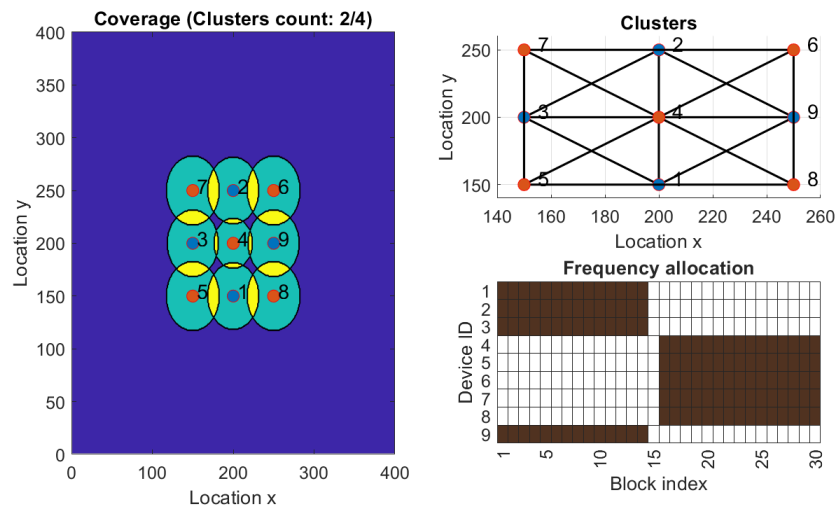 Coverage (Clusters count: 2/4)
400
350
300
250
200
150
100
50
0
Location y
7 2 6
3 4 9
5 1 8
0 100 200 300 400
Location x
Clusters
250
200
150
Location y
7 2 6
3 4 9
5 1 8
140 160 180 200 220 240 260
Location x
Frequency allocation
Device ID
1
2
3
4
5
6
7
8
9
1 5 10 15 20 25 30
Block index